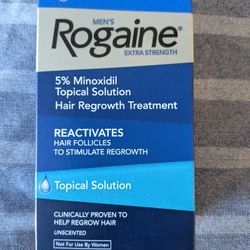 MEN'S
Rogaine®
EXTRA STRENGTH
5% Minoxidil
Topical Solution
Hair Regrowth Treatment
REACTIVATES
HAIR FOLLICLES
TO STIMULATE REGROWTH
Topical Solution
CLINICALLY PROVEN TO
HELP REGROW HAIR
UNSCENTED
Not For Use By Women